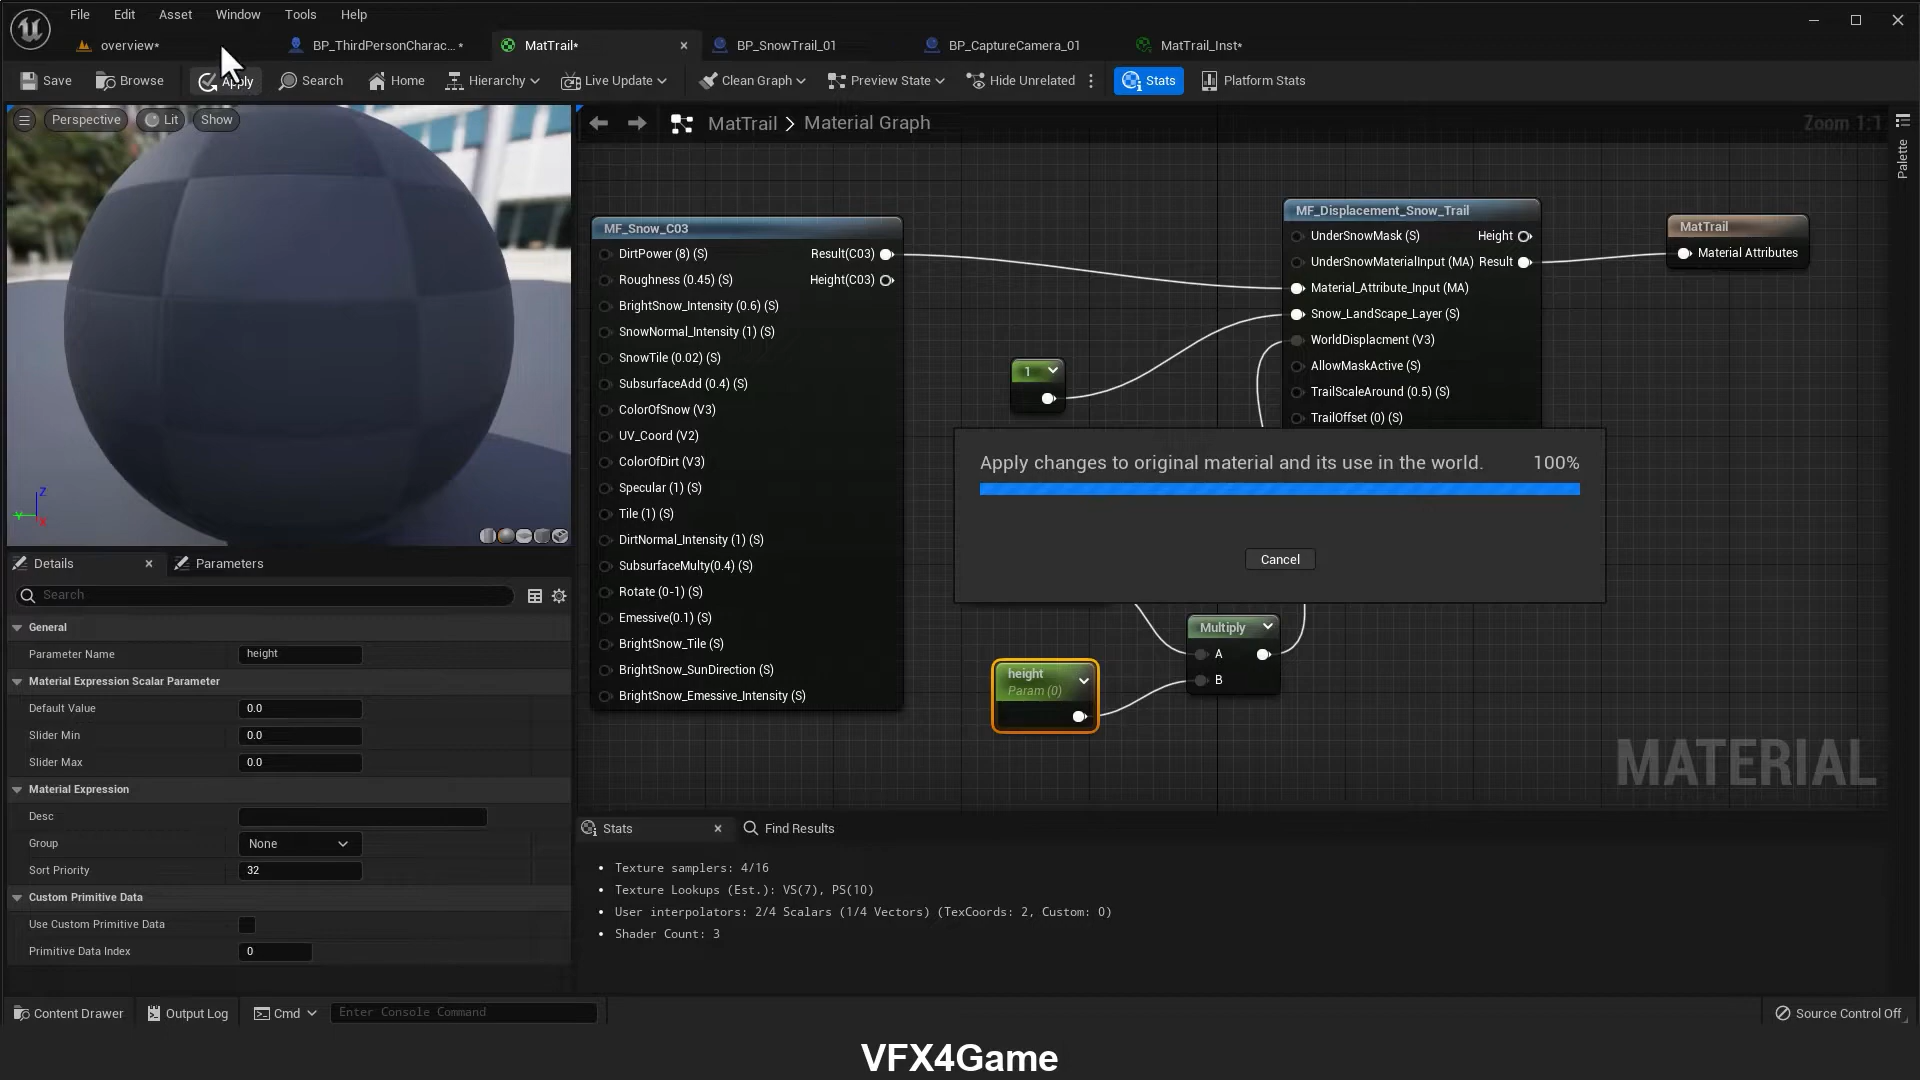 File Edit Asset Window Tools Help
overview* BP_ThirdPersonCharac...* MatTrail* BP_SnowTrail_01 BP_CaptureCamera_01 MatTrail_Inst*
Save Browse Apply Search Home Hierarchy Live Update Clean Graph Preview State Hide Unrelated Stats Platform Stats
Perspective Lit Show
MatTrail > Material Graph
Zoom 1:1
Palette
MF_Snow_C03
DirtPower (8) (S) Result(C03)
Roughness (0.45) (S) Height(C03)
BrightSnow_Intensity (0.6) (S)
SnowNormal_Intensity (1) (S)
SnowTile (0.02) (S)
SubsurfaceAdd (0.4) (S)
ColorOfSnow (V3)
UV_Coord (V2)
ColorOfDirt (V3)
Specular (1) (S)
Tile (1) (S)
DirtNormal_Intensity (1) (S)
SubsurfaceMulty(0.4) (S)
Rotate (0-1) (S)
Emessive(0.1) (S)
BrightSnow_Tile (S)
BrightSnow_SunDirection (S)
BrightSnow_Emessive_Intensity (S)
1
MF_Displacement_Snow_Trail
UnderSnowMask (S) Height
UnderSnowMaterialInput (MA) Result
Material_Attribute_Input (MA)
Snow_LandScape_Layer (S)
WorldDisplacment (V3)
AllowMaskActive (S)
TrailScaleAround (0.5) (S)
TrailOffset (0) (S)
MatTrail
Material Attributes
Apply changes to original material and its use in the world. 100%
Cancel
height
Param (0)
Multiply
A
B
MATERIAL
Z
Y
X
Details Parameters
Search
General
Parameter Name height
Material Expression Scalar Parameter
Default Value 0.0
Slider Min 0.0
Slider Max 0.0
Material Expression
Desc
Group None
Sort Priority 32
Custom Primitive Data
Use Custom Primitive Data
Primitive Data Index 0
Stats Find Results
• Texture samplers: 4/16
• Texture Lookups (Est.): VS(7), PS(10)
• User interpolators: 2/4 Scalars (1/4 Vectors) (TexCoords: 2, Custom: 0)
• Shader Count: 3
Content Drawer Output Log Cmd Enter Console Command Source Control Off
VFX4Game